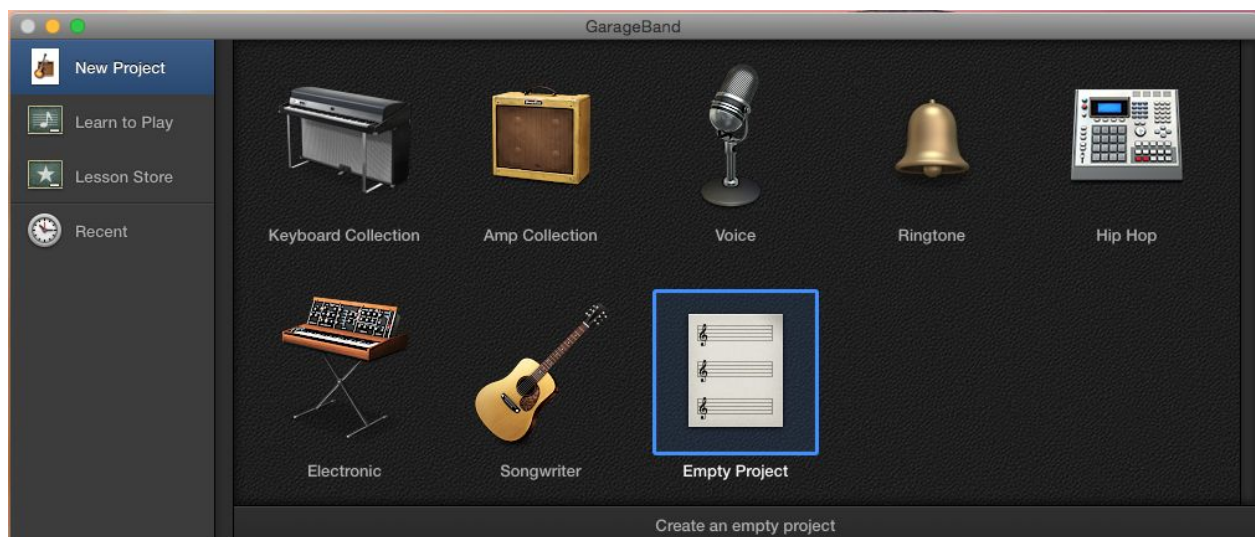 GarageBand
New Project
Learn to Play
Lesson Store
Recent
Keyboard Collection
Amp Collection
Voice
Ringtone
Hip Hop
Electronic
Songwriter
Empty Project
Create an empty project